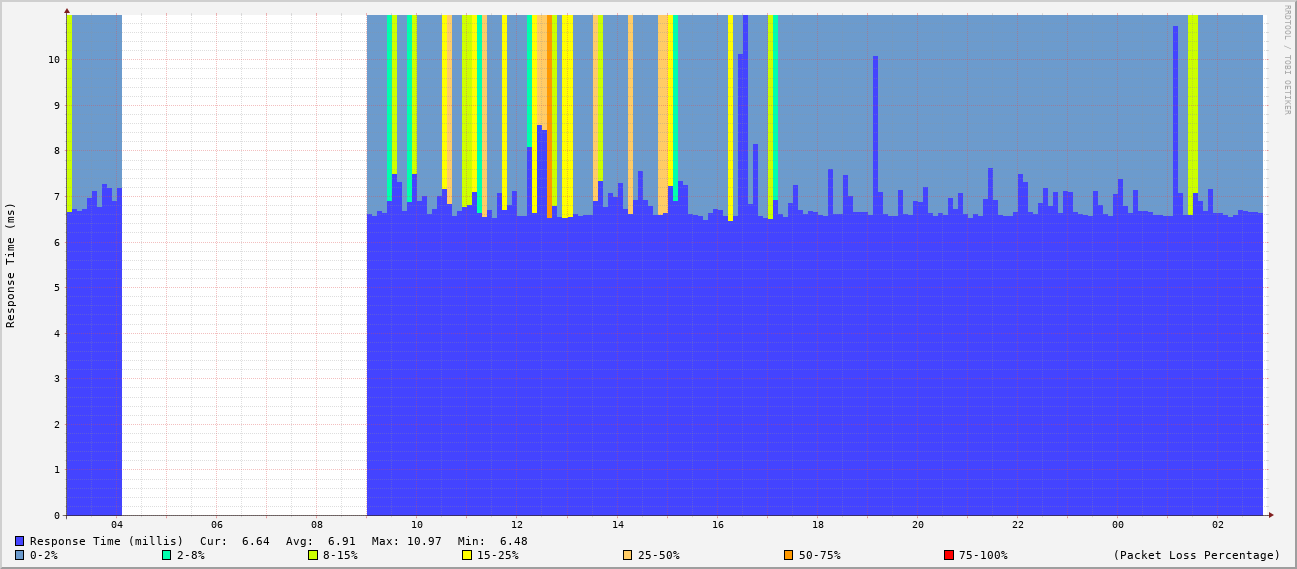 RRDTOOL / TOBI OETIKER
Response Time (ms)
10
9
8
7
6
5
4
3
2
1
0
04 06 08 10 12 14 16 18 20 22 00 02
Response Time (millis) Cur: 6.64 Avg: 6.91 Max: 10.97 Min: 6.48
0-2% 2-8% 8-15% 15-25% 25-50% 50-75% 75-100% (Packet Loss Percentage)